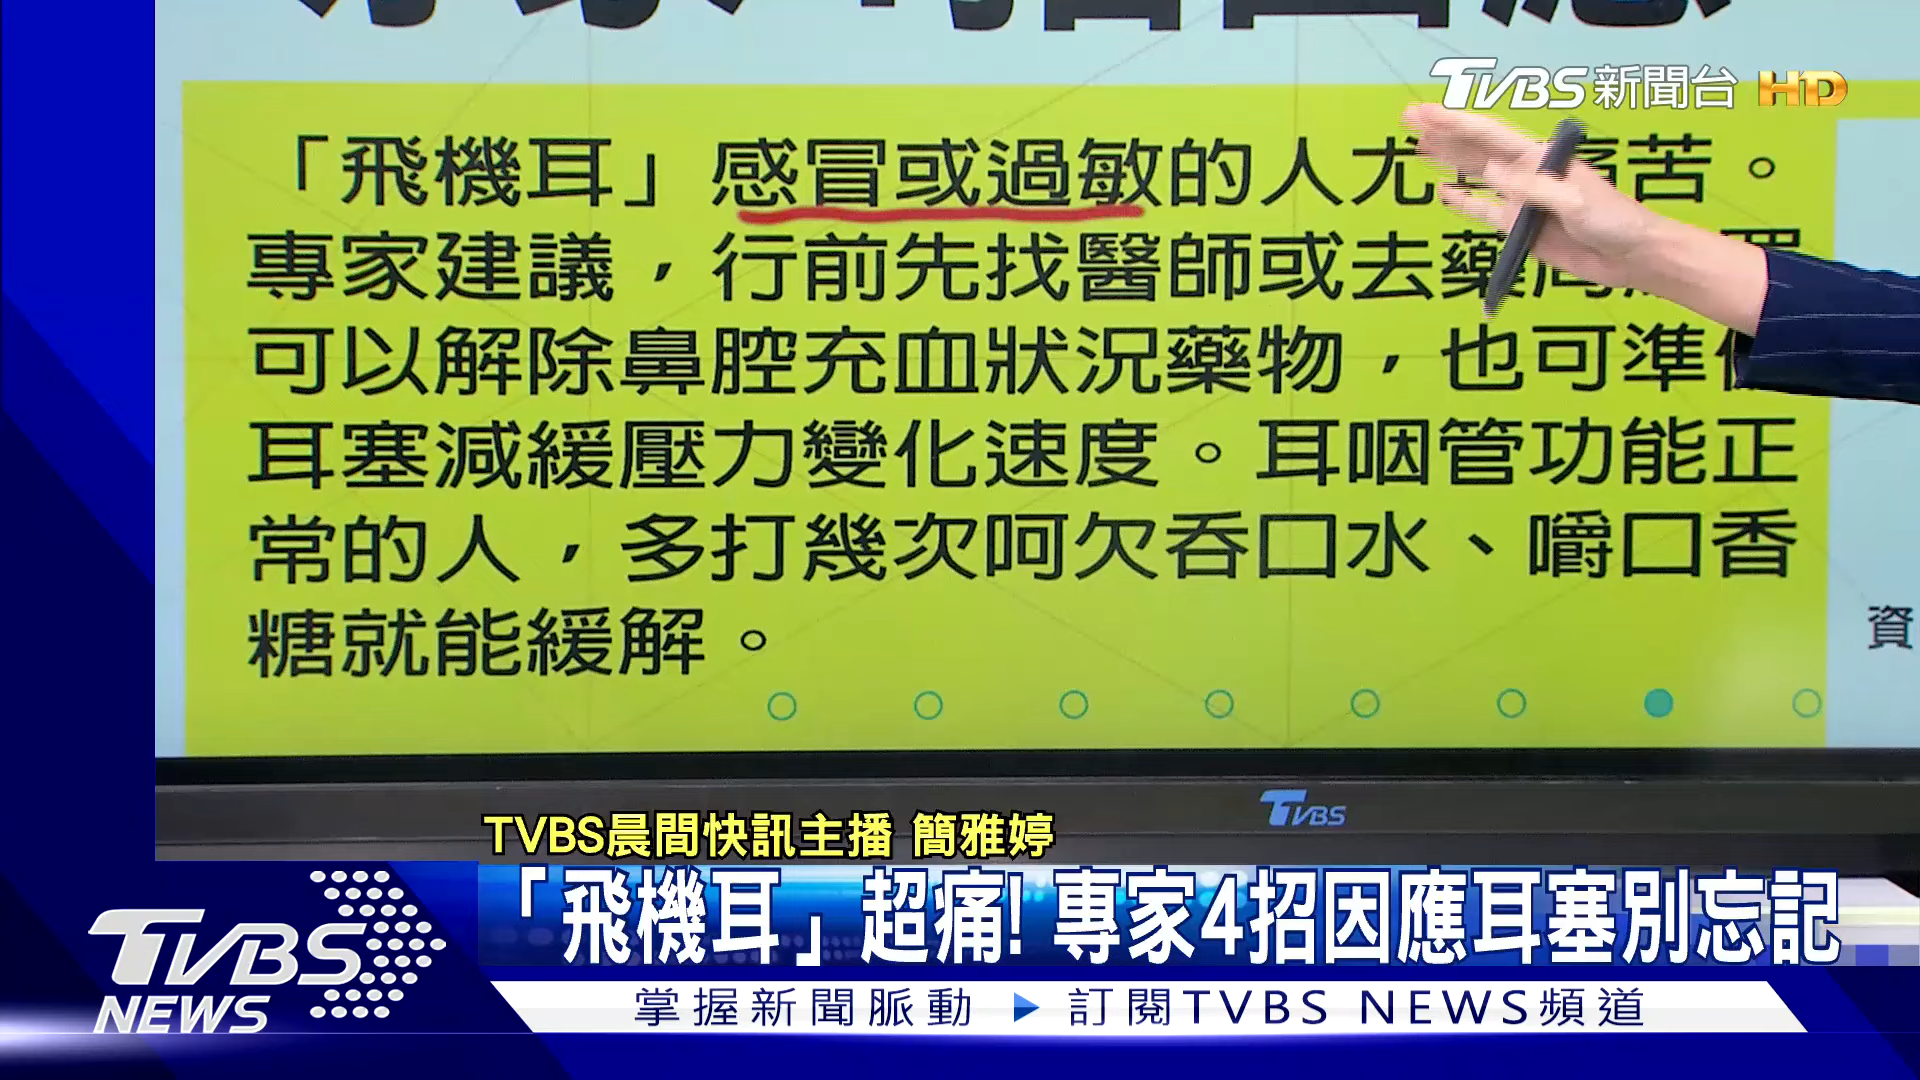 TVBS新聞台 HD
「飛機耳」感冒或過敏的人尤 痛苦。
專家建議，行前先找醫師或去藥局
可以解除鼻腔充血狀況藥物，也可準
耳塞減緩壓力變化速度。耳咽管功能正
常的人，多打幾次呵欠吞口水、嚼口香
糖就能緩解。
資
TVBS
TVBS晨間快訊主播 簡雅婷
「飛機耳」超痛! 專家4招因應耳塞別忘記
TVBS NEWS
掌握新聞脈動 訂閱TVBS NEWS頻道